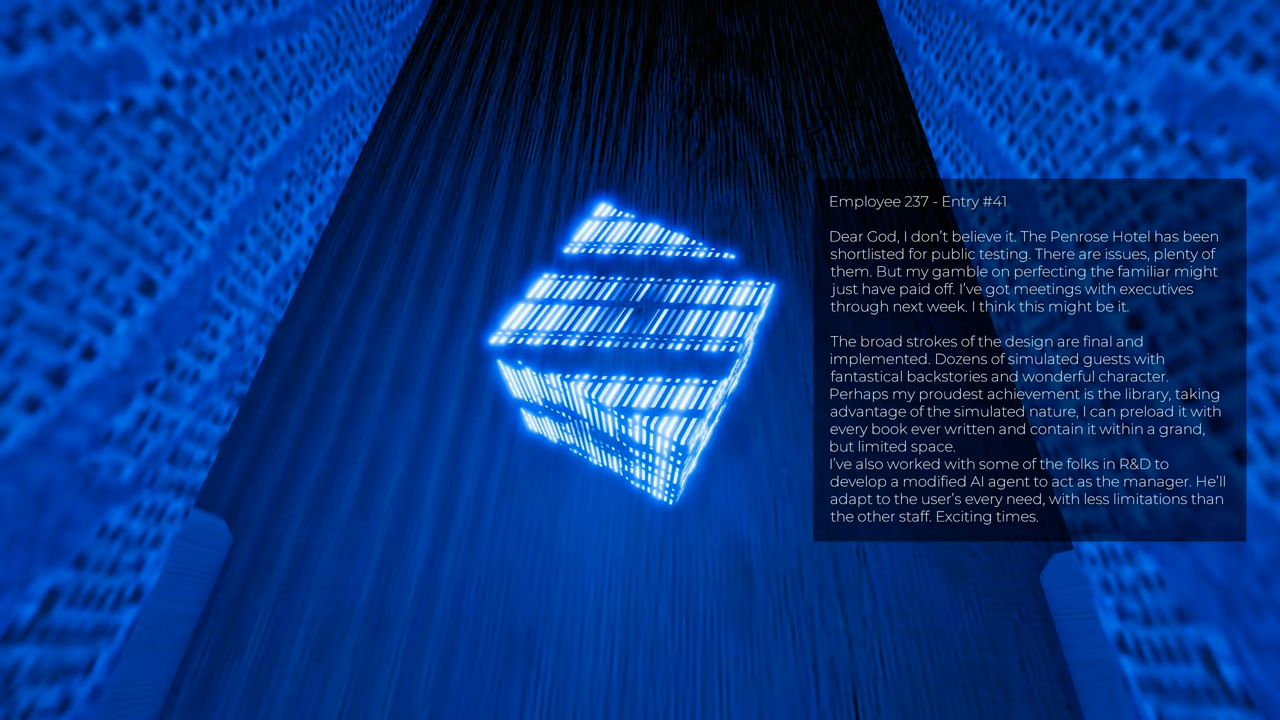 Employee 237 - Entry #41
Dear God, I don't believe it. The Penrose Hotel has been
shortlisted for public testing. There are issues, plenty of
them. But my gamble on perfecting the familiar might
just have paid off. I've got meetings with executives
through next week. I think this might be it.
The broad strokes of the design are final and
implemented. Dozens of simulated guests with
fantastical backstories and wonderful character.
Perhaps my proudest achievement is the library, taking
advantage of the simulated nature, I can preload it with
every book ever written and contain it within a grand,
but limited space.
I've also worked with some of the folks in R&D to
develop a modified AI agent to act as the manager. He'll
adapt to the user's every need, with less limitations than
the other staff. Exciting times.